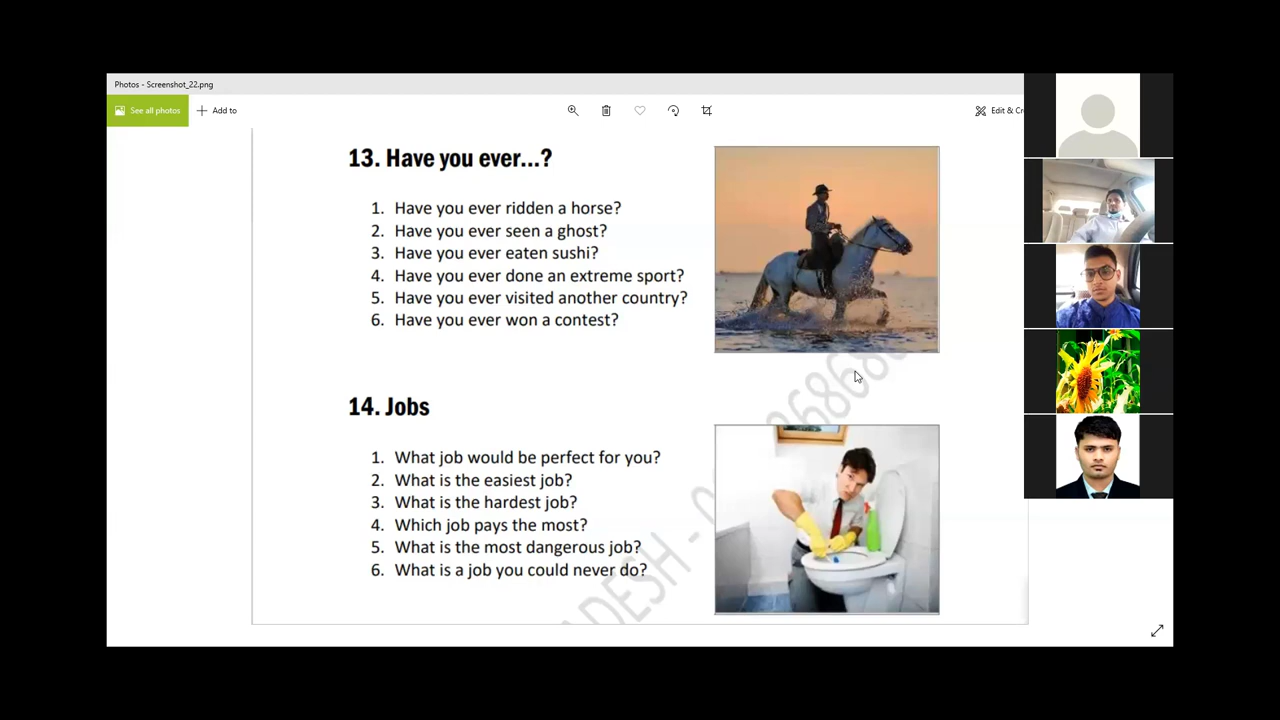 Photos - Screenshot_22.png
See all photos
Add to
13. Have you ever...?
1. Have you ever ridden a horse?
2. Have you ever seen a ghost?
3. Have you ever eaten sushi?
4. Have you ever done an extreme sport?
5. Have you ever visited another country?
6. Have you ever won a contest?
14. Jobs
1. What job would be perfect for you?
2. What is the easiest job?
3. What is the hardest job?
4. Which job pays the most?
5. What is the most dangerous job?
6. What is a job you could never do?